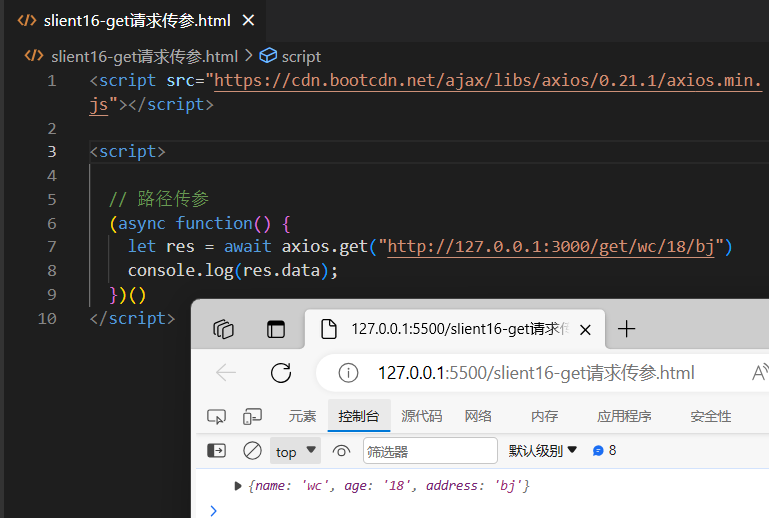 slient16-get请求传参.html
slient16-get请求传参.html > script
1 <script src="https://cdn.bootcdn.net/ajax/libs/axios/0.21.1/axios.min.
js"></script>
2
3 <script>
4
5 // 路径传参
6 (async function() {
7 let res = await axios.get("http://127.0.0.1:3000/get/wc/18/bj")
8 console.log(res.data);
9 })()
10 </script>
127.0.0.1:5500/slient16-get请求传
127.0.0.1:5500/slient16-get请求传参.html
元素 控制台 源代码 网络 内存 应用程序 安全性
top 筛选器 默认级别 8
{name: 'wc', age: '18', address: 'bj'}